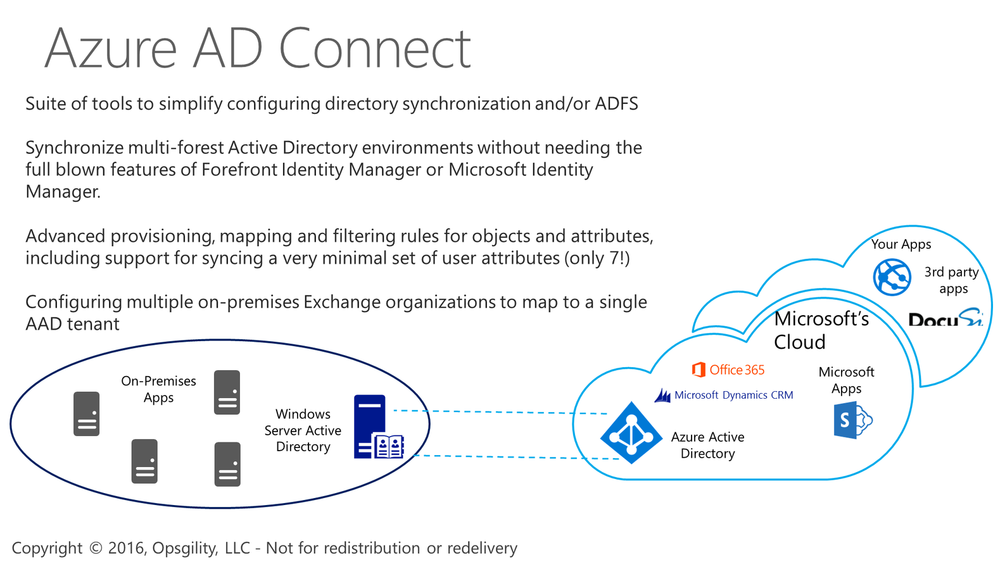 Azure AD Connect
Suite of tools to simplify configuring directory synchronization and/or ADFS
Synchronize multi-forest Active Directory environments without needing the
full blown features of Forefront Identity Manager or Microsoft Identity
Manager.
Advanced provisioning, mapping and filtering rules for objects and attributes,
including support for syncing a very minimal set of user attributes (only 7!)
Configuring multiple on-premises Exchange organizations to map to a single
AAD tenant
Your Apps
3rd party
apps
DocuSi
Microsoft's
Cloud
Office 365
Microsoft Dynamics CRM
Microsoft
Apps
S
Azure Active
Directory
On-Premises
Apps
Windows
Server Active
Directory
Copyright © 2016, Opsgility, LLC - Not for redistribution or redelivery